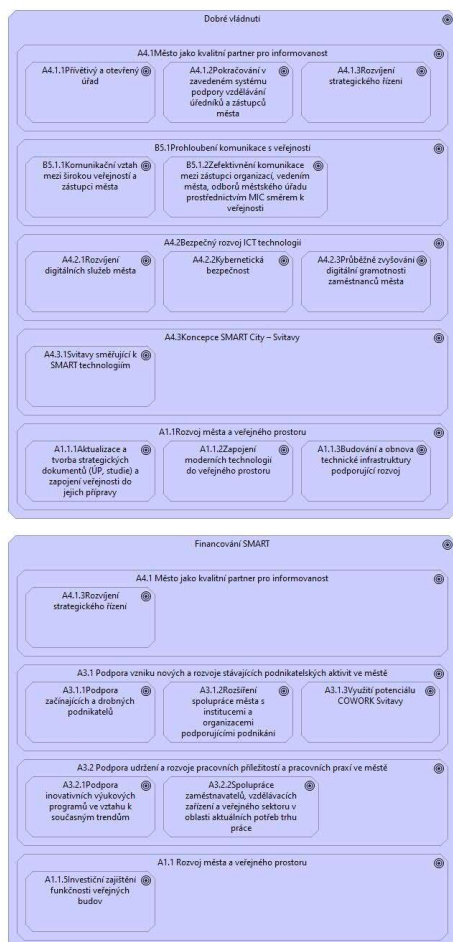 Dobré vládnutí
A4.1Město jako kvalitní partner pro informovanost
A4.1.1Přívětivý a otevřený
úřad
A4.1.2Pokračování v
zavedeném systému
podpory vzdělávání
úředníků a zástupců
města
A4.1.3Rozvíjení
strategického řízení
B5.1Prohloubení komunikace s veřejností
B5.1.1Komunikační vztah
mezi širokou veřejností a
zástupci města
B5.1.2Zefektivnění komunikace
mezi zástupci organizací, vedením
města, odborů městského úřadu
prostřednictvím MIC směrem k
veřejnosti
A4.2Bezpečný rozvoj ICT technologií
A4.2.1Rozvíjení
digitálních služeb města
A4.2.2Kybernetická
bezpečnost
A4.2.3Průběžné zvyšování
digitální gramotnosti
zaměstnanců města
A4.3Koncepce SMART City – Svitavy
A4.3.1Svitavy směřující k
SMART technologiím
A1.1Rozvoj města a veřejného prostoru
A1.1.1Aktualizace a
tvorba strategických
dokumentů (ÚP, studie) a
zapojení veřejnosti do
jejich přípravy
A1.1.2Zapojení
moderních technologií
do veřejného prostoru
A1.1.3Budování a obnova
technické infrastruktury
podporující rozvoj
Financování SMART
A4.1 Město jako kvalitní partner pro informovanost
A4.1.3Rozvíjení
strategického řízení
A3.1 Podpora vzniku nových a rozvoje stávajících podnikatelských aktivit ve městě
A3.1.1Podpora
začínajících a drobných
podnikatelů
A3.1.2Rozšíření
spolupráce města s
institucemi a
organizacemi
podporujícími podnikání
A3.1.3Využití potenciálu
COWORK Svitavy
A3.2 Podpora udržení a rozvoje pracovních příležitostí a pracovních praxí ve městě
A3.2.1Podpora
inovativních výukových
programů ve vztahu k
současným trendům
A3.2.2Spolupráce
zaměstnavatelů, vzdělávacích
zařízení a veřejného sektoru v
oblasti aktuálních potřeb trhu
práce
A1.1 Rozvoj města a veřejného prostoru
A1.1.5Investiční zajištění
funkčnosti veřejných
budov